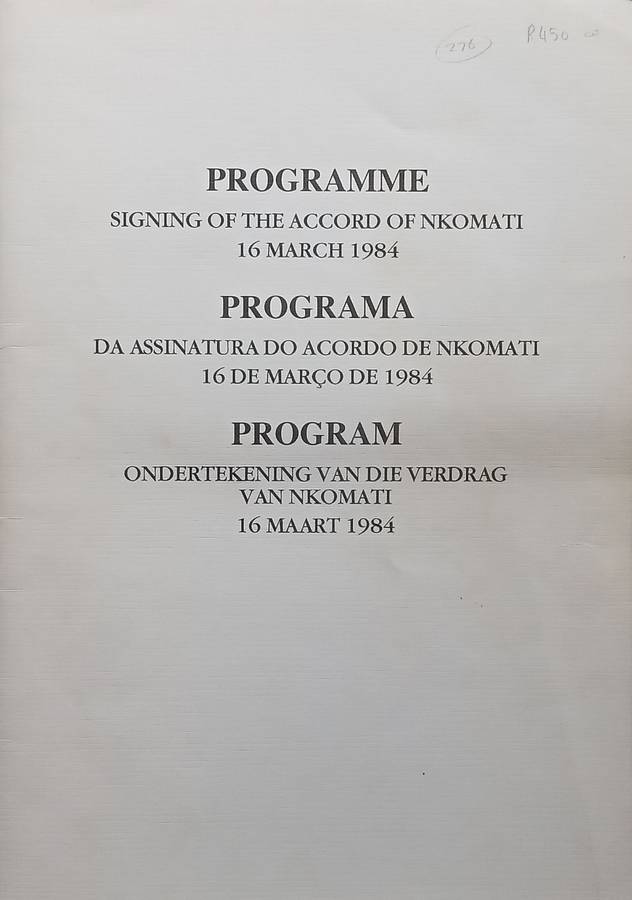 276
R450
PROGRAMME
SIGNING OF THE ACCORD OF NKOMATI
16 MARCH 1984
PROGRAMA
DA ASSINATURA DO ACORDO DE NKOMATI
16 DE MARÇO DE 1984
PROGRAM
ONDERTEKENING VAN DIE VERDRAG
VAN NKOMATI
16 MAART 1984